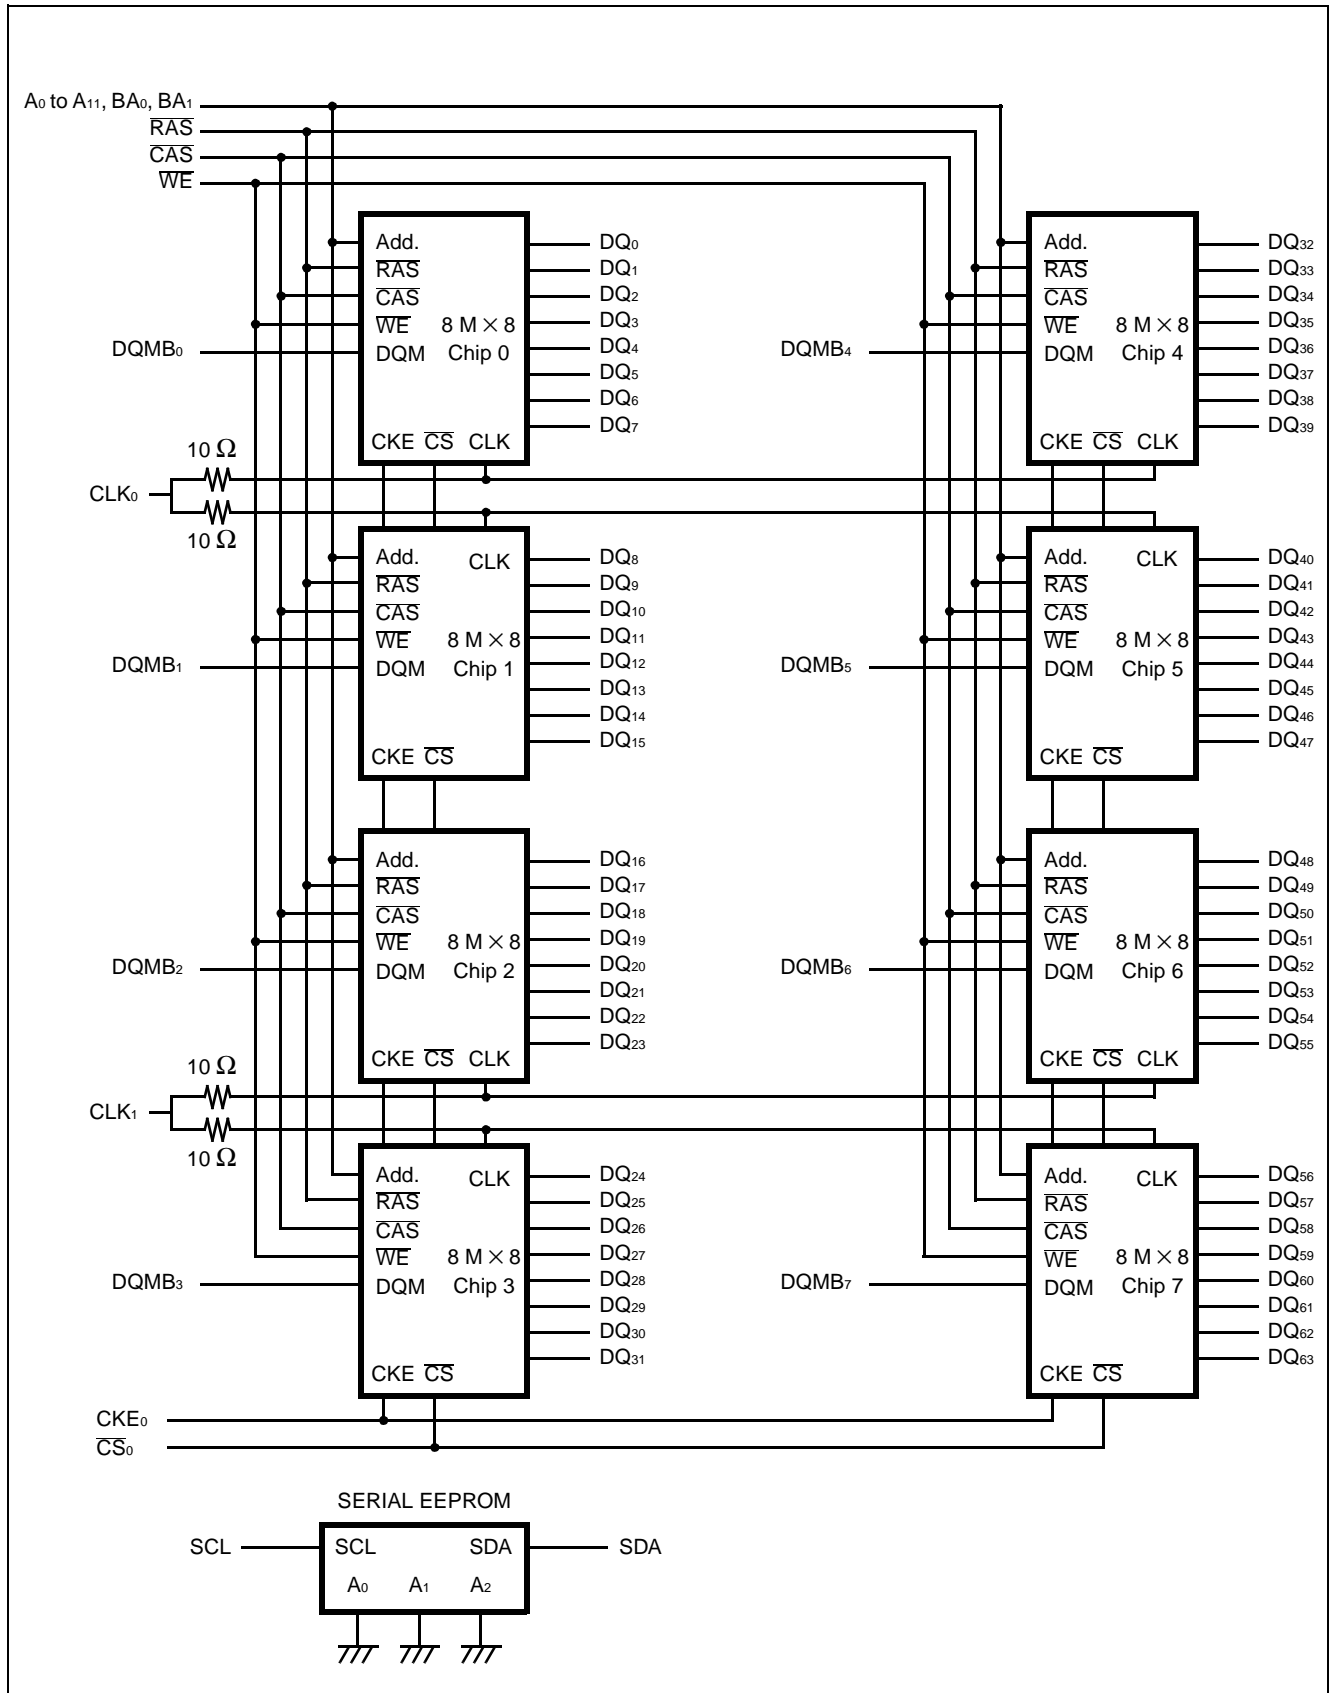 A0 to A11, BA0, BA1
RAS
CAS
WE
Add.
RAS
CAS
WE
DQM
8 M × 8
Chip 0
CKE CS CLK
DQMB0
DQ0
DQ1
DQ2
DQ3
DQ4
DQ5
DQ6
DQ7
Add.
RAS
CAS
WE
DQM
8 M × 8
Chip 4
CKE CS CLK
DQMB4
DQ32
DQ33
DQ34
DQ35
DQ36
DQ37
DQ38
DQ39
10 Ω
CLK0
10 Ω
Add.
CLK
RAS
CAS
WE
DQM
8 M × 8
Chip 1
CKE CS
DQMB1
DQ8
DQ9
DQ10
DQ11
DQ12
DQ13
DQ14
DQ15
Add.
CLK
RAS
CAS
WE
DQM
8 M × 8
Chip 5
CKE CS
DQMB5
DQ40
DQ41
DQ42
DQ43
DQ44
DQ45
DQ46
DQ47
Add.
RAS
CAS
WE
DQM
8 M × 8
Chip 2
CKE CS CLK
DQMB2
DQ16
DQ17
DQ18
DQ19
DQ20
DQ21
DQ22
DQ23
Add.
RAS
CAS
WE
DQM
8 M × 8
Chip 6
CKE CS CLK
DQMB6
DQ48
DQ49
DQ50
DQ51
DQ52
DQ53
DQ54
DQ55
10 Ω
CLK1
10 Ω
Add.
CLK
RAS
CAS
WE
DQM
8 M × 8
Chip 3
CKE CS
DQMB3
DQ24
DQ25
DQ26
DQ27
DQ28
DQ29
DQ30
DQ31
Add.
CLK
RAS
CAS
WE
DQM
8 M × 8
Chip 7
CKE CS
DQMB7
DQ56
DQ57
DQ58
DQ59
DQ60
DQ61
DQ62
DQ63
CKE0
CS0
SERIAL EEPROM
SCL
SCL
SDA
SDA
A0 A1 A2